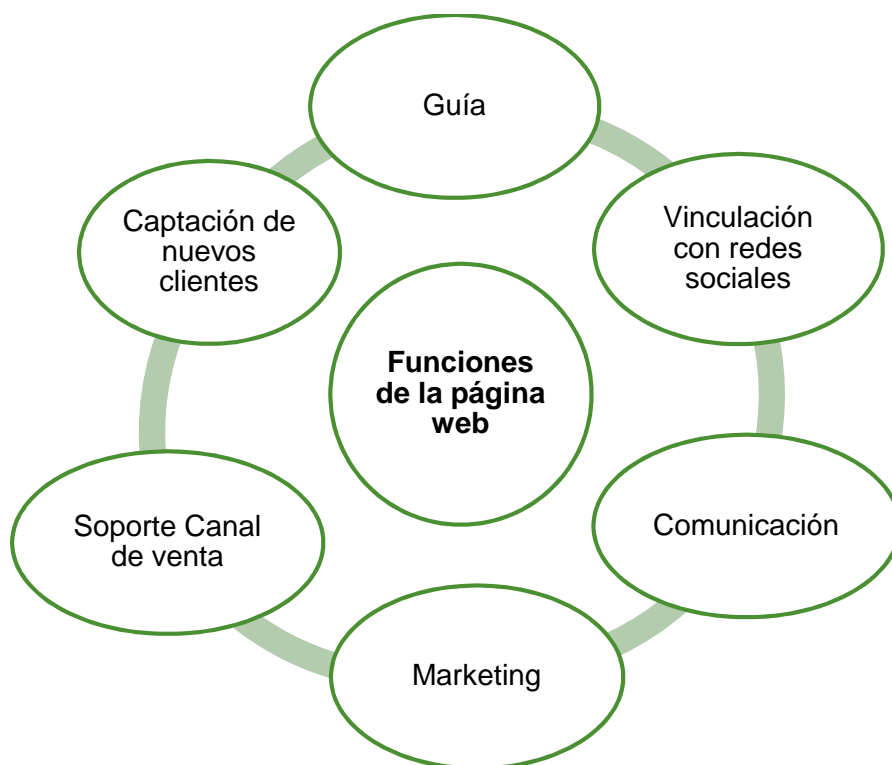 Guía
Vinculación
con redes
sociales
Comunicación
Marketing
Soporte Canal
de venta
Captación de
nuevos
clientes
Funciones
de la página
web